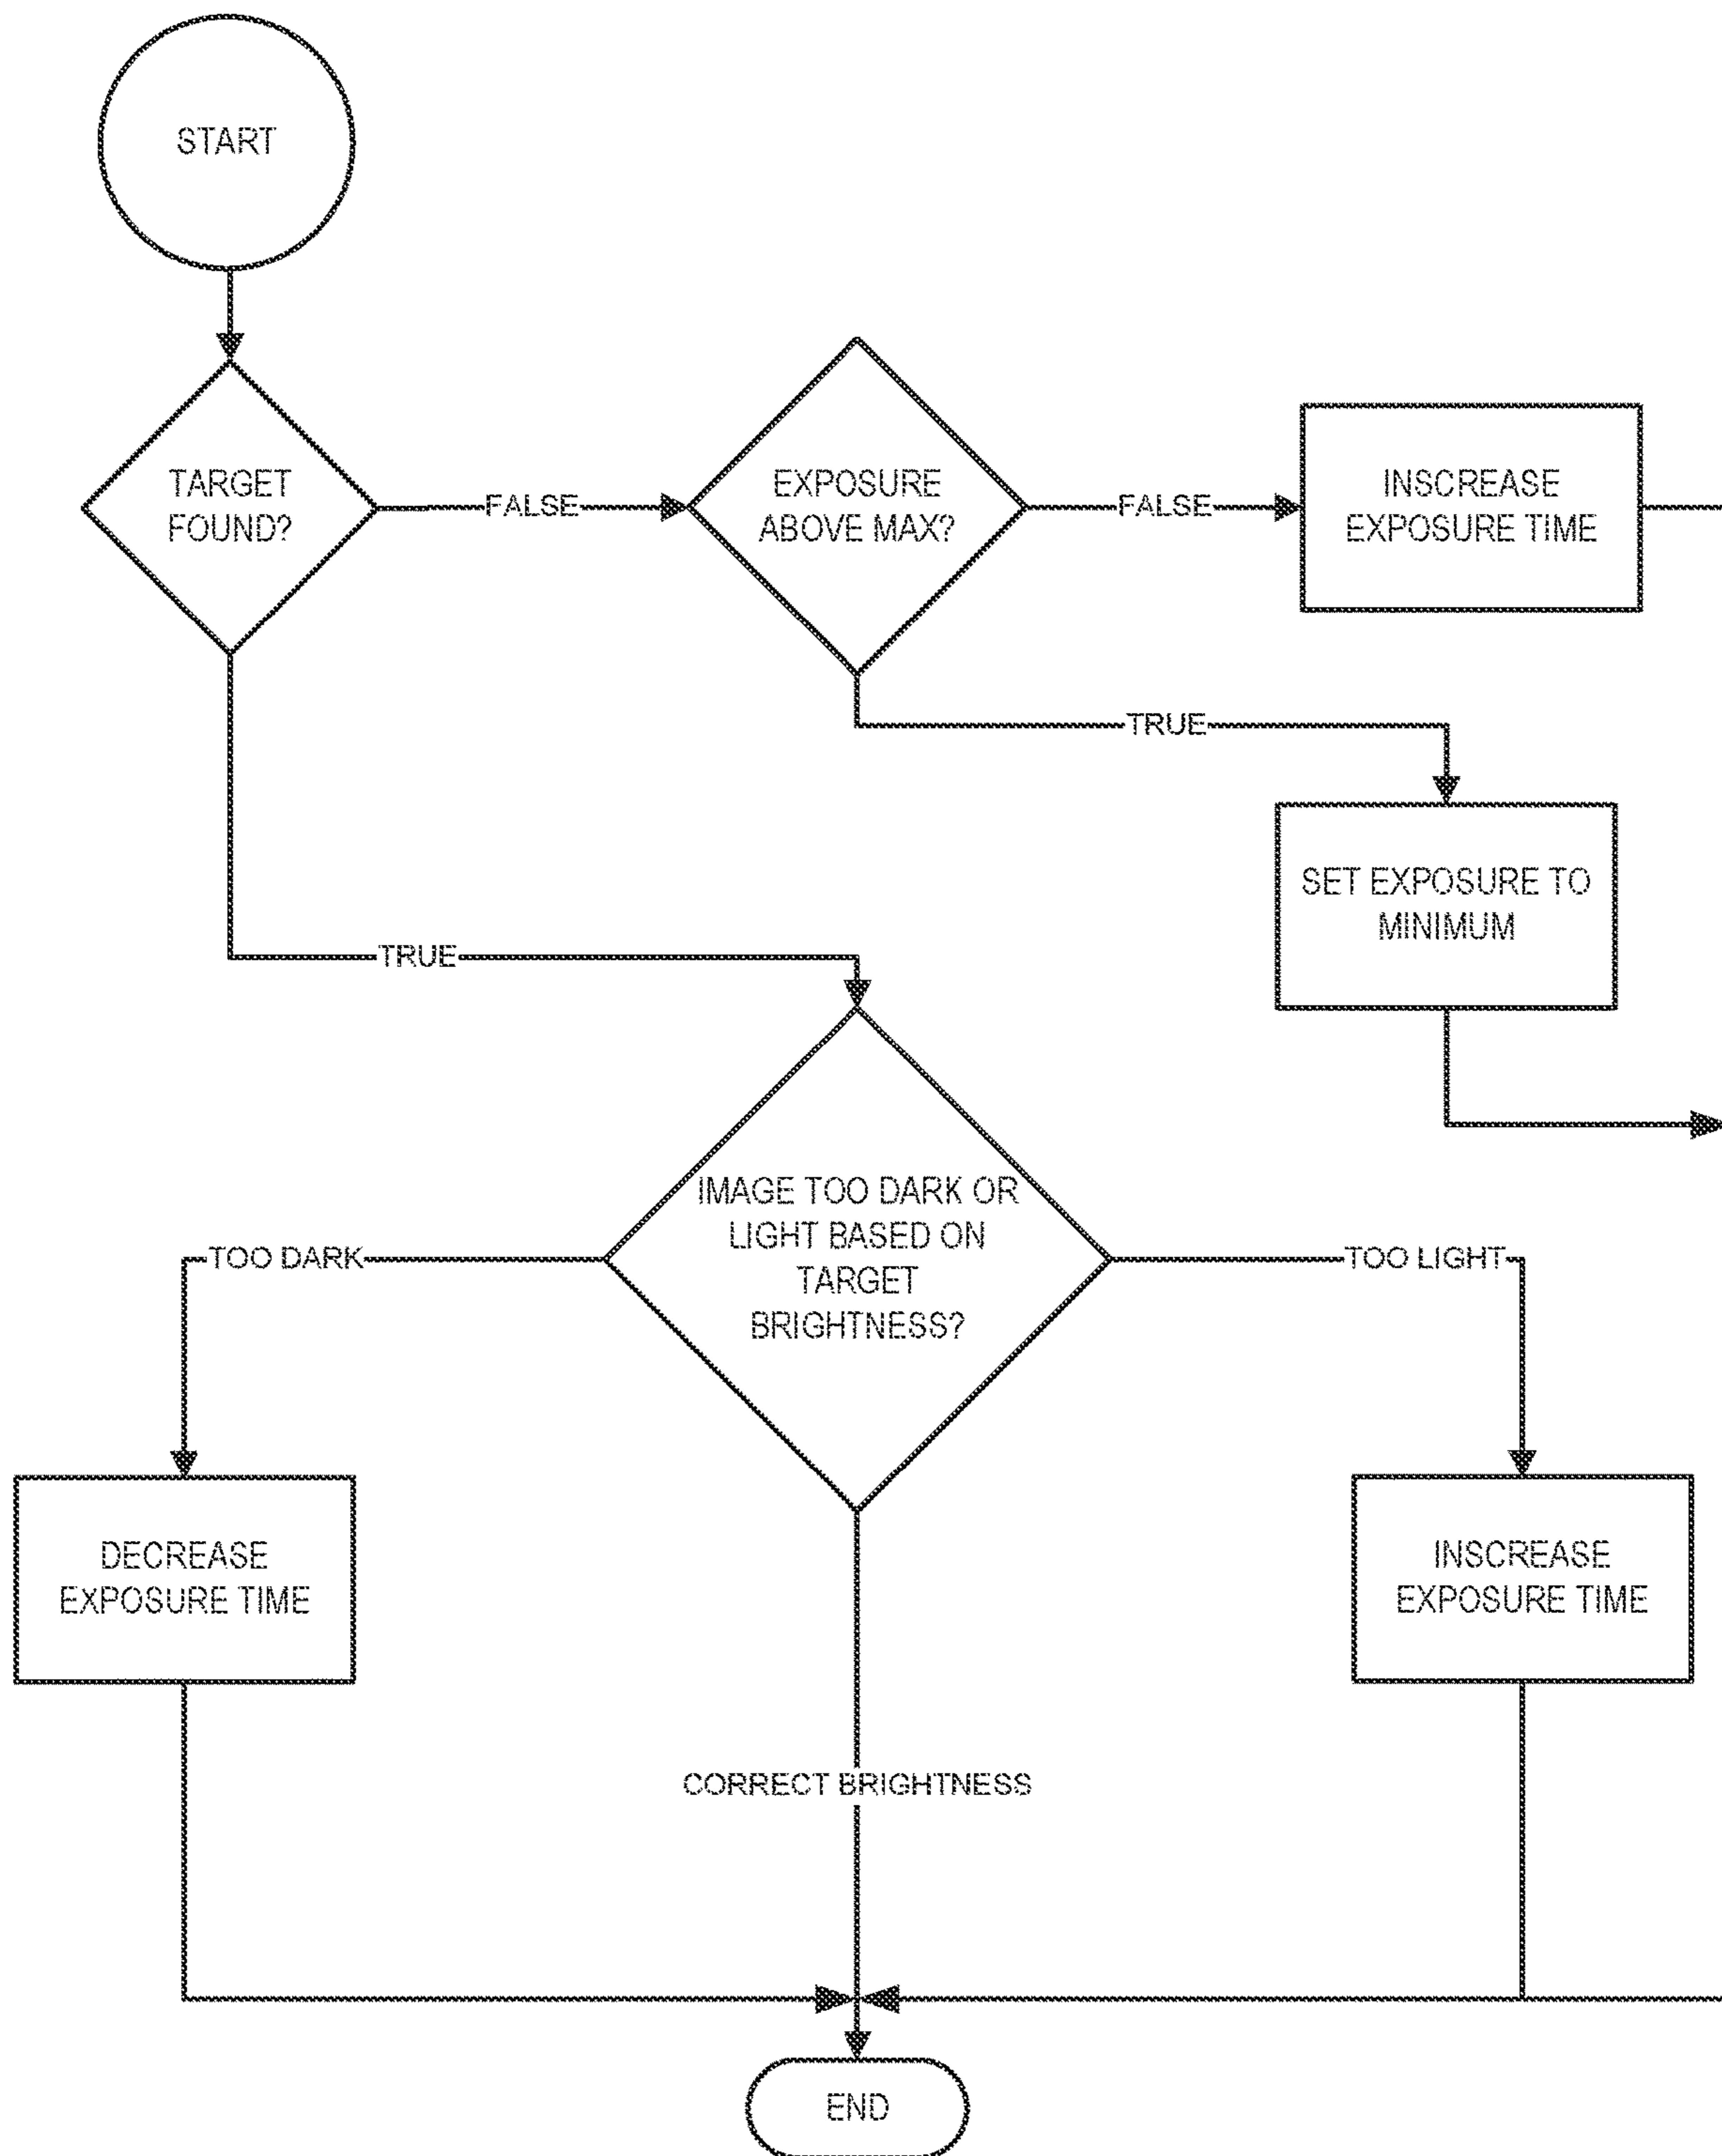 START
TARGET
FOUND?
FALSE
EXPOSURE
ABOVE MAX?
FALSE
INSCREASE
EXPOSURE TIME
TRUE
SET EXPOSURE TO
MINIMUM
TRUE
IMAGE TOO DARK OR
LIGHT BASED ON
TARGET
BRIGHTNESS?
TOO DARK
TOO LIGHT
DECREASE
EXPOSURE TIME
INSCREASE
EXPOSURE TIME
CORRECT BRIGHTNESS
END